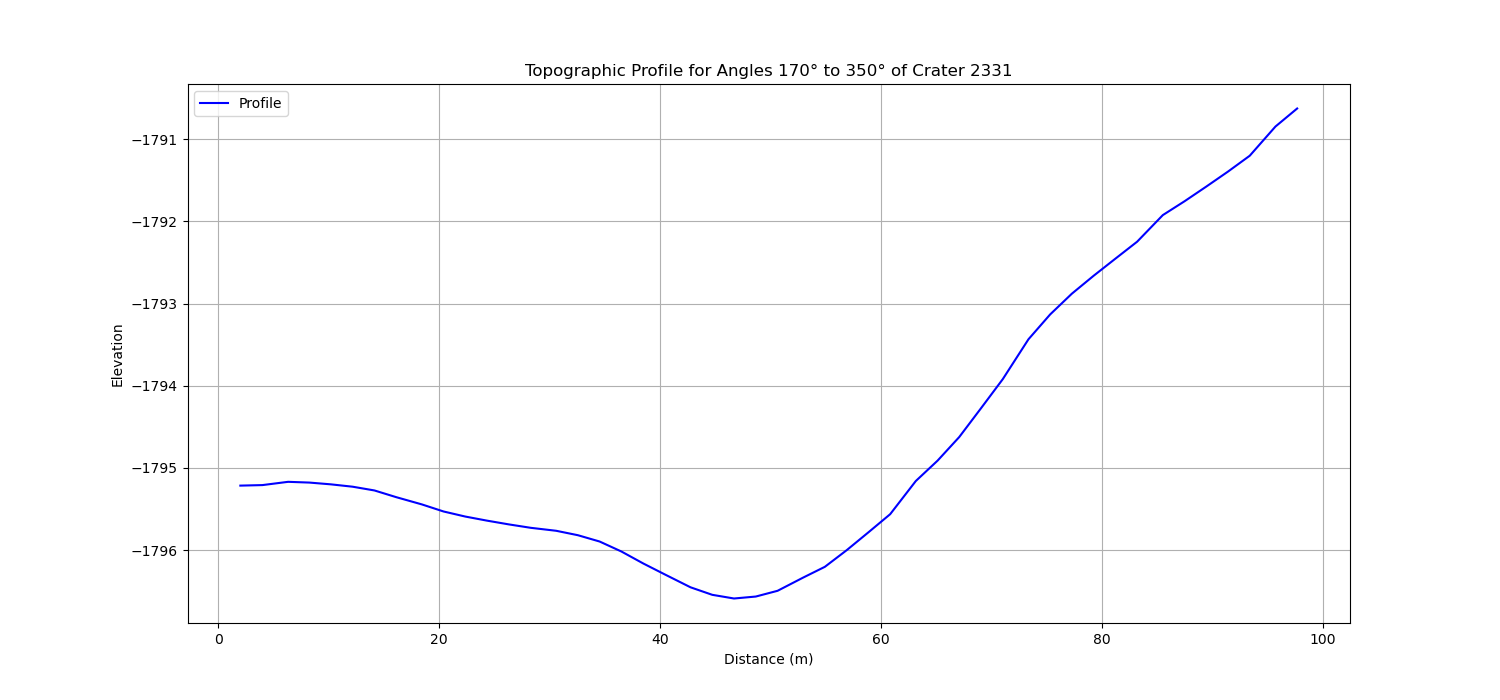 Topographic Profile for Angles 170° to 350° of Crater 2331
Profile
−1791
−1792
−1793
−1794
−1795
−1796
Elevation
0 20 40 60 80 100
Distance (m)